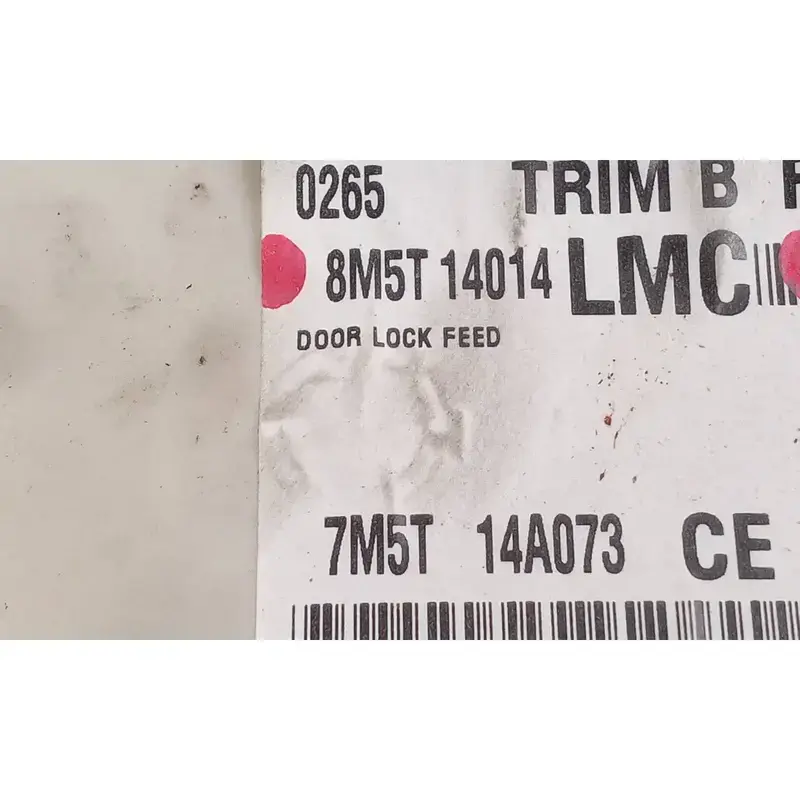 0265 TRIM B
8M5T 14014 LMC
DOOR LOCK FEED
7M5T 14A073 CE